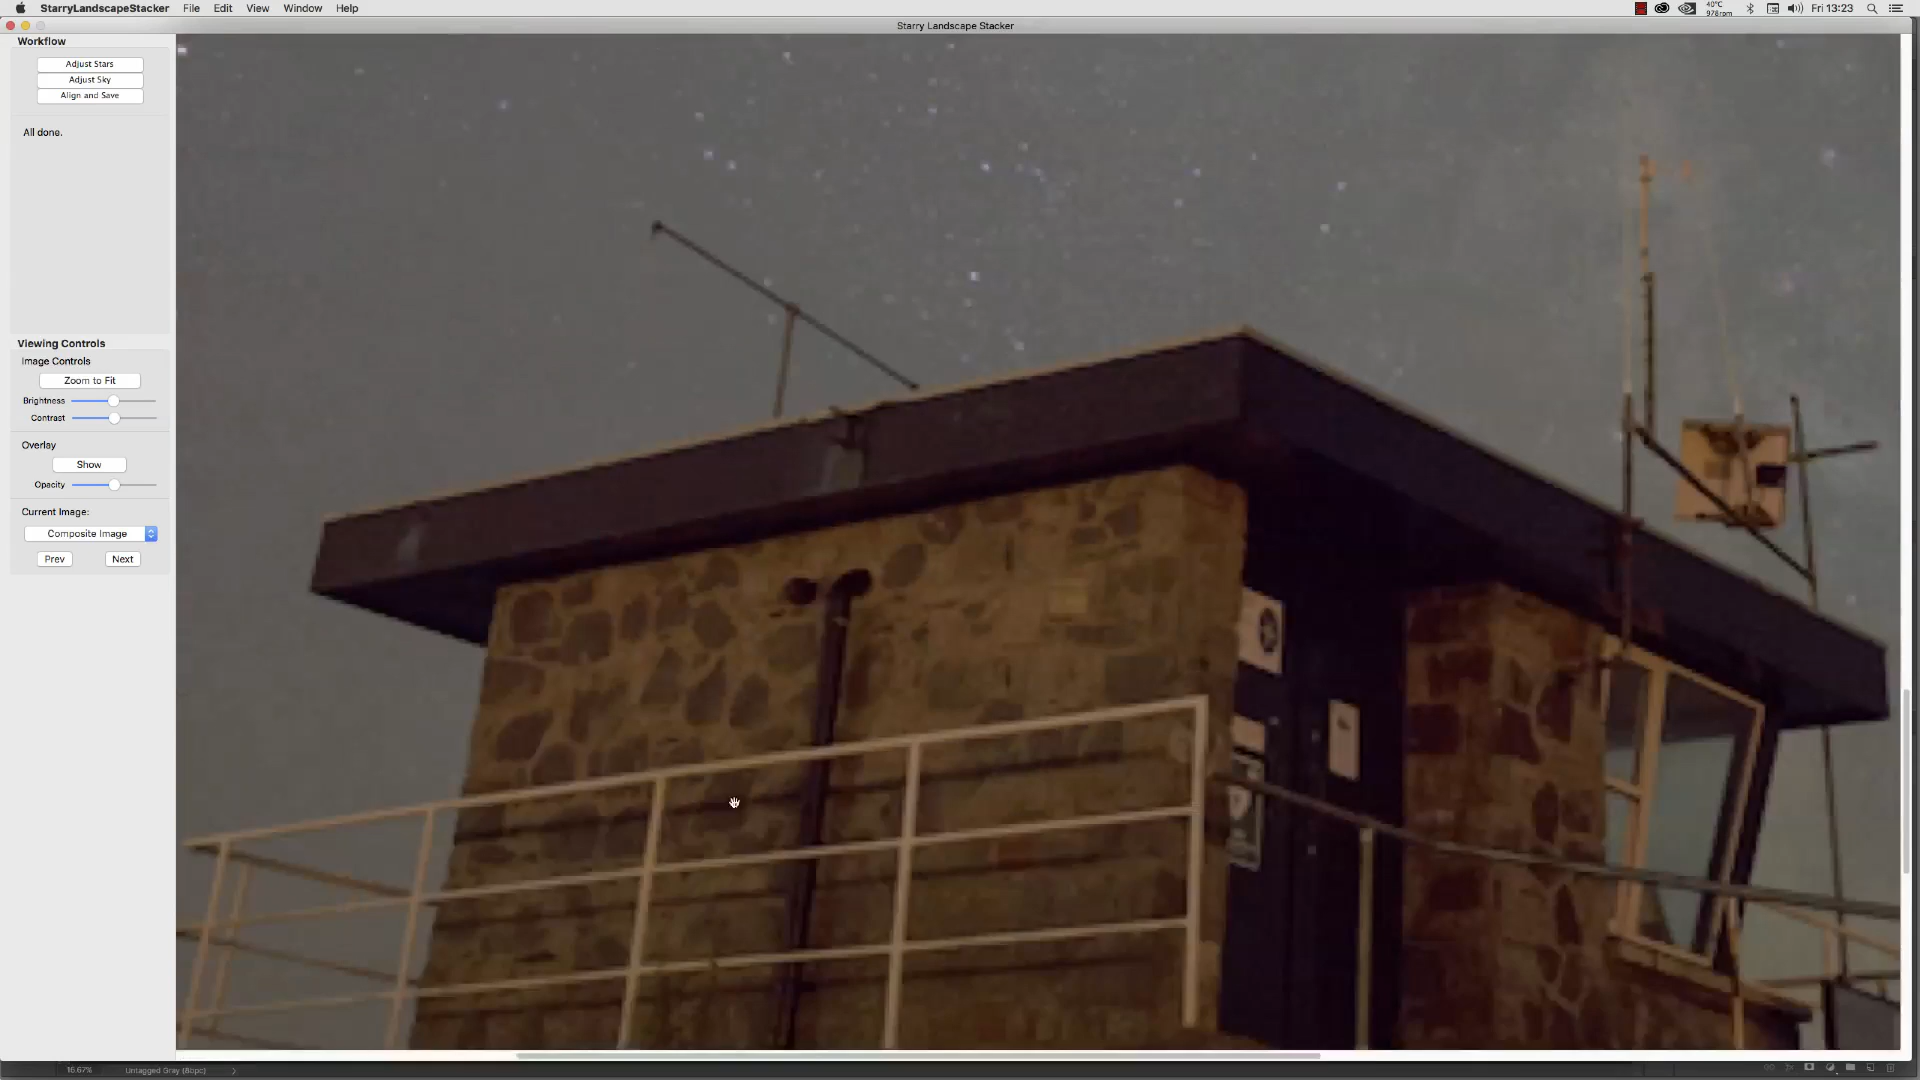 StarryLandscapeStacker File Edit View Window Help
40°C
978rpm
Fri 13:23
Starry Landscape Stacker
Workflow
Adjust Stars
Adjust Sky
Align and Save
All done.
Viewing Controls
Image Controls
Zoom to Fit
Brightness
Contrast
Overlay
Show
Opacity
Current Image:
Composite Image
Prev Next
16.67% Untagged Gray (8bpc)